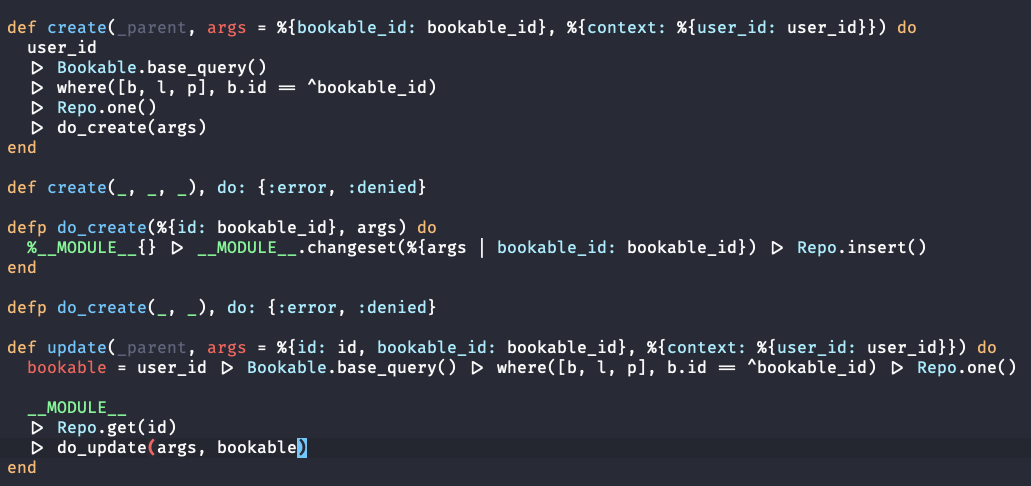 def create(_parent, args = %{bookable_id: bookable_id}, %{context: %{user_id: user_id}}) do
  user_id
  |> Bookable.base_query()
  |> where([b, l, p], b.id == ^bookable_id)
  |> Repo.one()
  |> do_create(args)
end

def create(_, _, _), do: {:error, :denied}

defp do_create(%{id: bookable_id}, args) do
  %__MODULE__{} |> __MODULE__.changeset(%{args | bookable_id: bookable_id}) |> Repo.insert()
end

defp do_create(_, _), do: {:error, :denied}

def update(_parent, args = %{id: id, bookable_id: bookable_id}, %{context: %{user_id: user_id}}) do
  bookable = user_id |> Bookable.base_query() |> where([b, l, p], b.id == ^bookable_id) |> Repo.one()

  __MODULE__
  |> Repo.get(id)
  |> do_update(args, bookable)
end